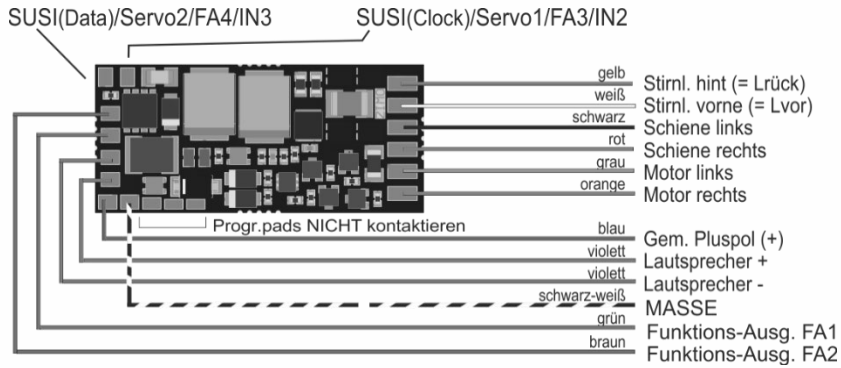 SUSI(Data)/Servo2/FA4/IN3
SUSI(Clock)/Servo1/FA3/IN2
gelb Stirnl. hint (= Lrück)
weiß Stirnl. vorne (= Lvor)
schwarz Schiene links
rot Schiene rechts
grau Motor links
orange Motor rechts
Progr.pads NICHT kontaktieren
blau Gem. Pluspol (+)
violett Lautsprecher +
violett Lautsprecher -
schwarz-weiß MASSE
grün Funktions-Ausg. FA1
braun Funktions-Ausg. FA2